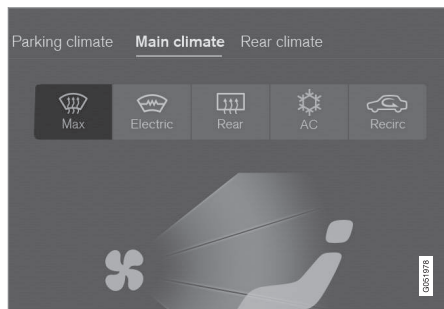 Parking climate Main climate Rear climate
Max Electric Rear AC Recirc
G051978